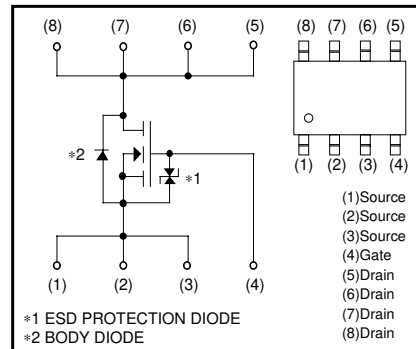 (8) (7) (6) (5)
(8) (7) (6) (5)
∗2
∗1
(1) (2) (3) (4)
(1)Source
(2)Source
(3)Source
(4)Gate
(5)Drain
(6)Drain
(7)Drain
(8)Drain
(1) (2) (3) (4)
∗1 ESD PROTECTION DIODE
∗2 BODY DIODE